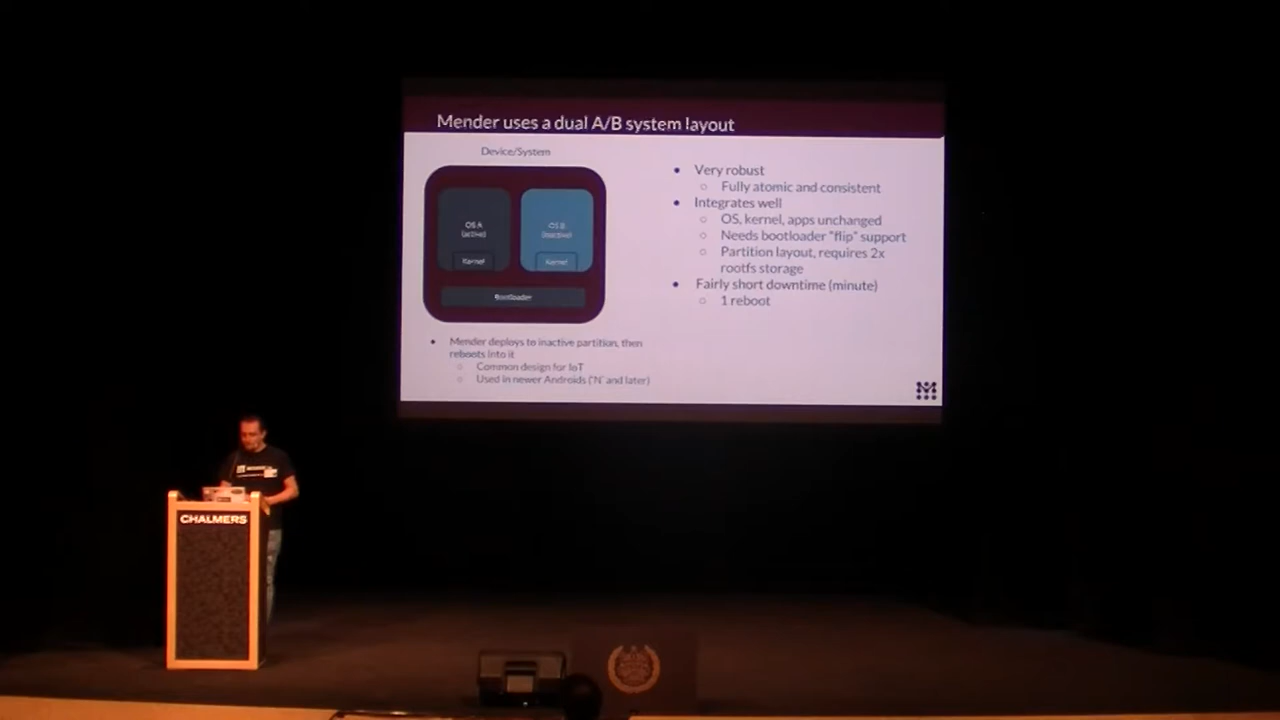 Mender uses a dual A/B system layout
Device/System
OS A
(active)
Kernel
OS B
(inactive)
Kernel
Bootloader
• Mender deploys to inactive partition, then
reboots into it
○ Common design for IoT
○ Used in newer Androids ("N" and later)
• Very robust
○ Fully atomic and consistent
• Integrates well
○ OS, kernel, apps unchanged
○ Needs bootloader "flip" support
○ Partition layout, requires 2x
rootfs storage
• Fairly short downtime (minute)
○ 1 reboot
CHALMERS